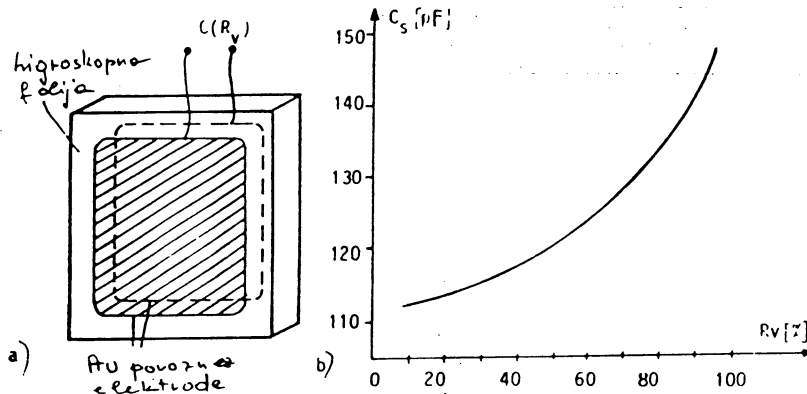 C(Rv)
higroskopna
folija
a)
Au porozne
elektrode
b)
Cs [pF]
150
140
130
120
110
Rv [%]
0 20 40 60 80 100